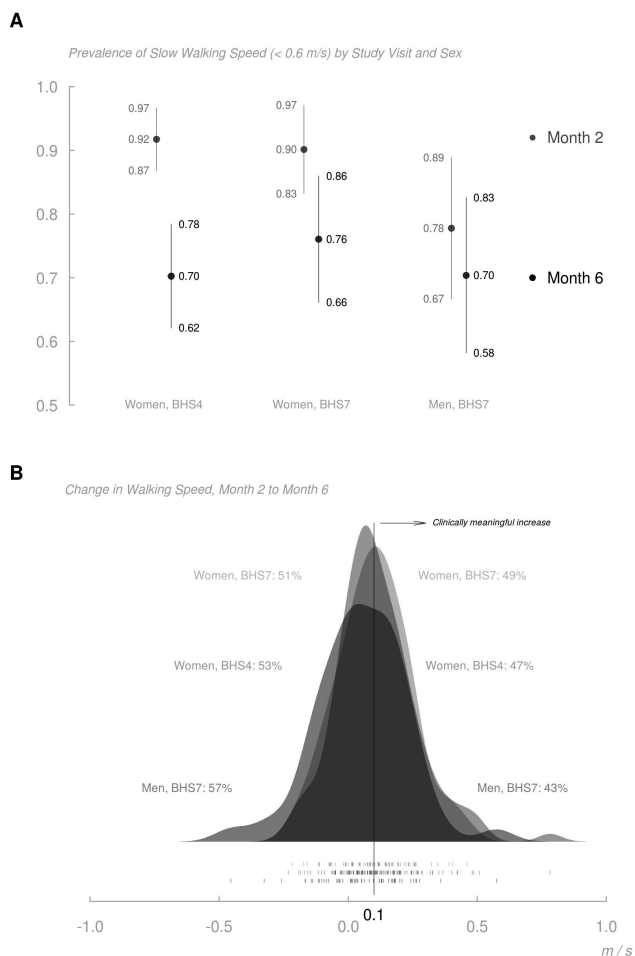 A
Prevalence of Slow Walking Speed (< 0.6 m/s) by Study Visit and Sex
1.0
0.9
0.8
0.7
0.6
0.5
0.97
0.92
0.87
0.78
0.70
0.62
0.97
0.90
0.83
0.86
0.76
0.66
0.89
0.78
0.67
0.83
0.70
0.58
Month 2
Month 6
Women, BHS4
Women, BHS7
Men, BHS7
B
Change in Walking Speed, Month 2 to Month 6
Clinically meaningful increase
Women, BHS7: 51%
Women, BHS7: 49%
Women, BHS4: 53%
Women, BHS4: 47%
Men, BHS7: 57%
Men, BHS7: 43%
-1.0
-0.5
0.0
0.1
0.5
1.0
m / s